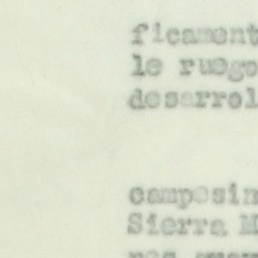 ficament
le ruego
desarrol
campesin
Sierra M